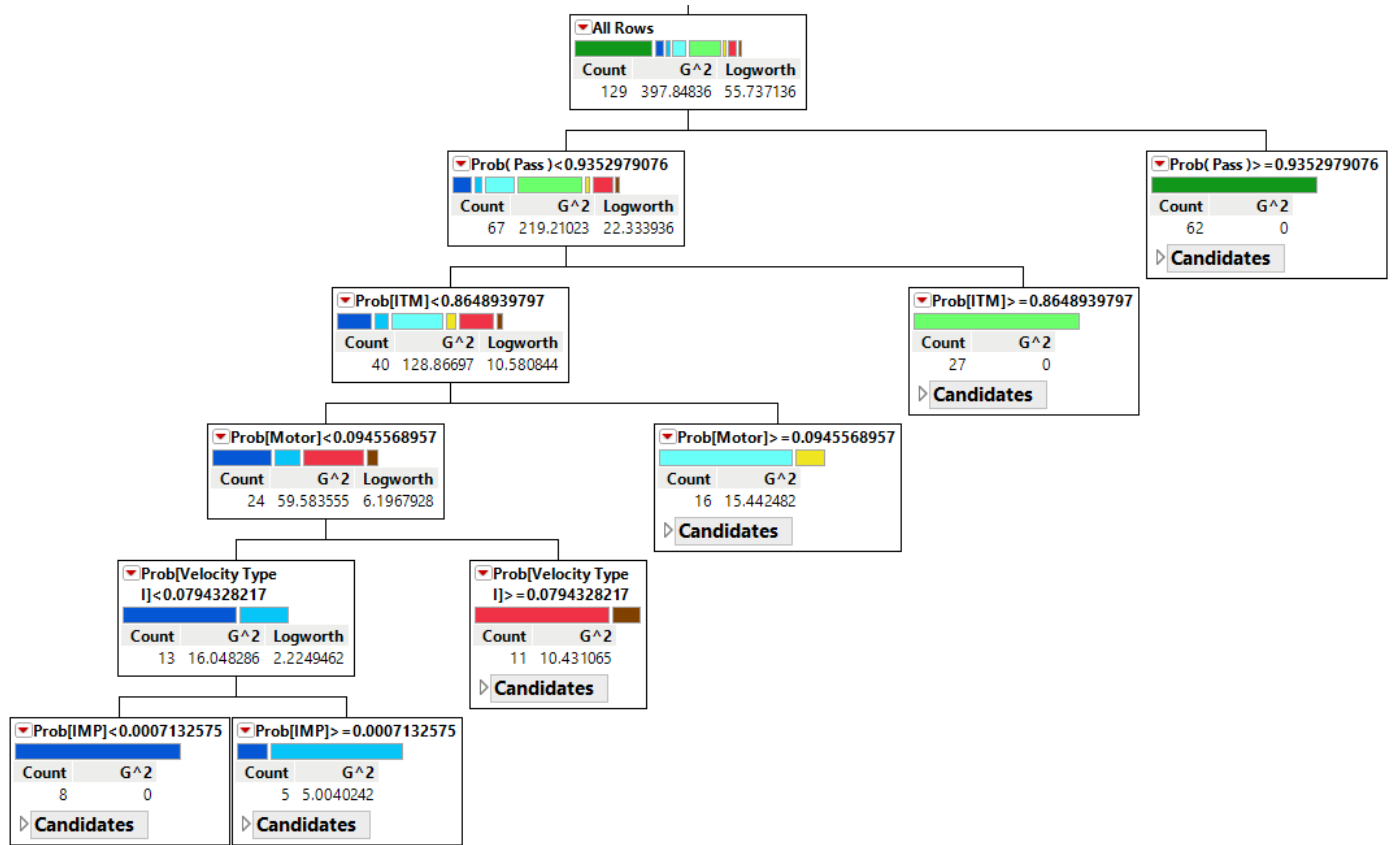 All Rows
Count G^2 Logworth
129 397.84836 55.737136
Prob( Pass )<0.9352979076
Count G^2 Logworth
67 219.21023 22.333936
Prob( Pass )>=0.9352979076
Count G^2
62 0
Candidates
Prob[ITM]<0.8648939797
Count G^2 Logworth
40 128.86697 10.580844
Prob[ITM]>=0.8648939797
Count G^2
27 0
Candidates
Prob[Motor]<0.0945568957
Count G^2 Logworth
24 59.583555 6.1967928
Prob[Motor]>=0.0945568957
Count G^2
16 15.442482
Candidates
Prob[Velocity Type
I]<0.0794328217
Count G^2 Logworth
13 16.048286 2.2249462
Prob[Velocity Type
I]>=0.0794328217
Count G^2
11 10.431065
Candidates
Prob[IMP]<0.0007132575
Count G^2
8 0
Candidates
Prob[IMP]>=0.0007132575
Count G^2
5 5.0040242
Candidates